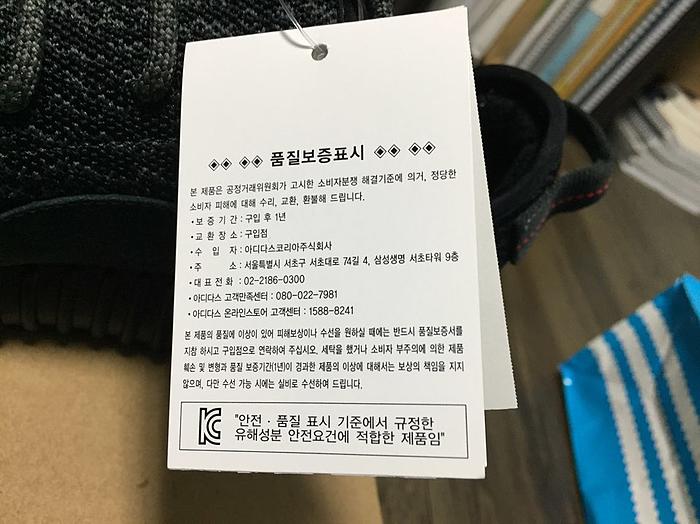 ◈◈ ◈◈ 품질보증표시 ◈◈ ◈◈
본 제품은 공정거래위원회가 고시한 소비자분쟁 해결기준에 의거, 정당한
소비자 피해에 대해 수리, 교환, 환불해 드립니다.
• 보 증 기 간 : 구입 후 1년
• 교 환 장 소 : 구입점
• 수 입 자 : 아디다스코리아주식회사
• 주 소 : 서울특별시 서초구 서초대로 74길 4, 삼성생명 서초타워 9층
• 대 표 전 화 : 02-2186-0300
• 아디다스 고객만족센터 : 080-022-7981
• 아디다스 온라인스토어 고객센터 : 1588-8241
본 제품의 품질에 이상이 있어 피해보상이나 수선을 원하실 때에는 반드시 품질보증서를
지참 하시고 구입점으로 연락하여 주십시오. 세탁을 했거나 소비자 부주의에 의한 제품
훼손 및 변형과 품질 보증기간(1년)이 경과한 제품의 이상에 대해서는 보상의 책임을 지지
않으며, 다만 수선 가능 시에는 실비로 수선하여 드립니다.
"안전 · 품질 표시 기준에서 규정한
유해성분 안전요건에 적합한 제품임"